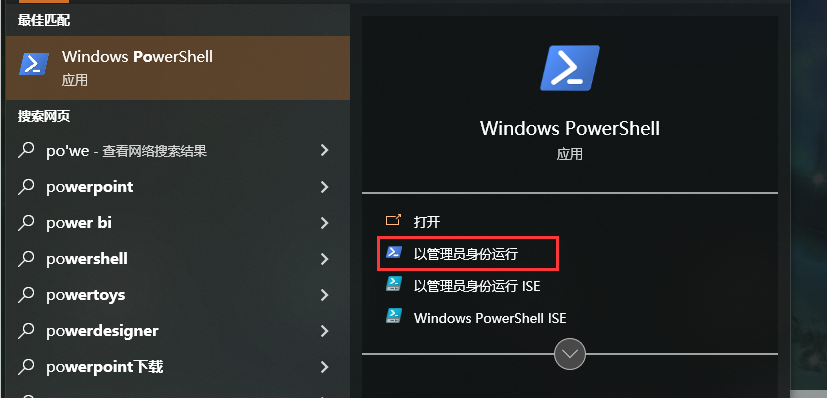 最佳匹配
Windows PowerShell
应用
搜索网页
po'we - 查看网络搜索结果
powerpoint
power bi
powershell
powertoys
powerdesigner
powerpoint下载
Windows PowerShell
应用
打开
以管理员身份运行
以管理员身份运行 ISE
Windows PowerShell ISE